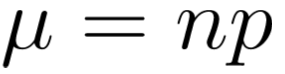 μ = np